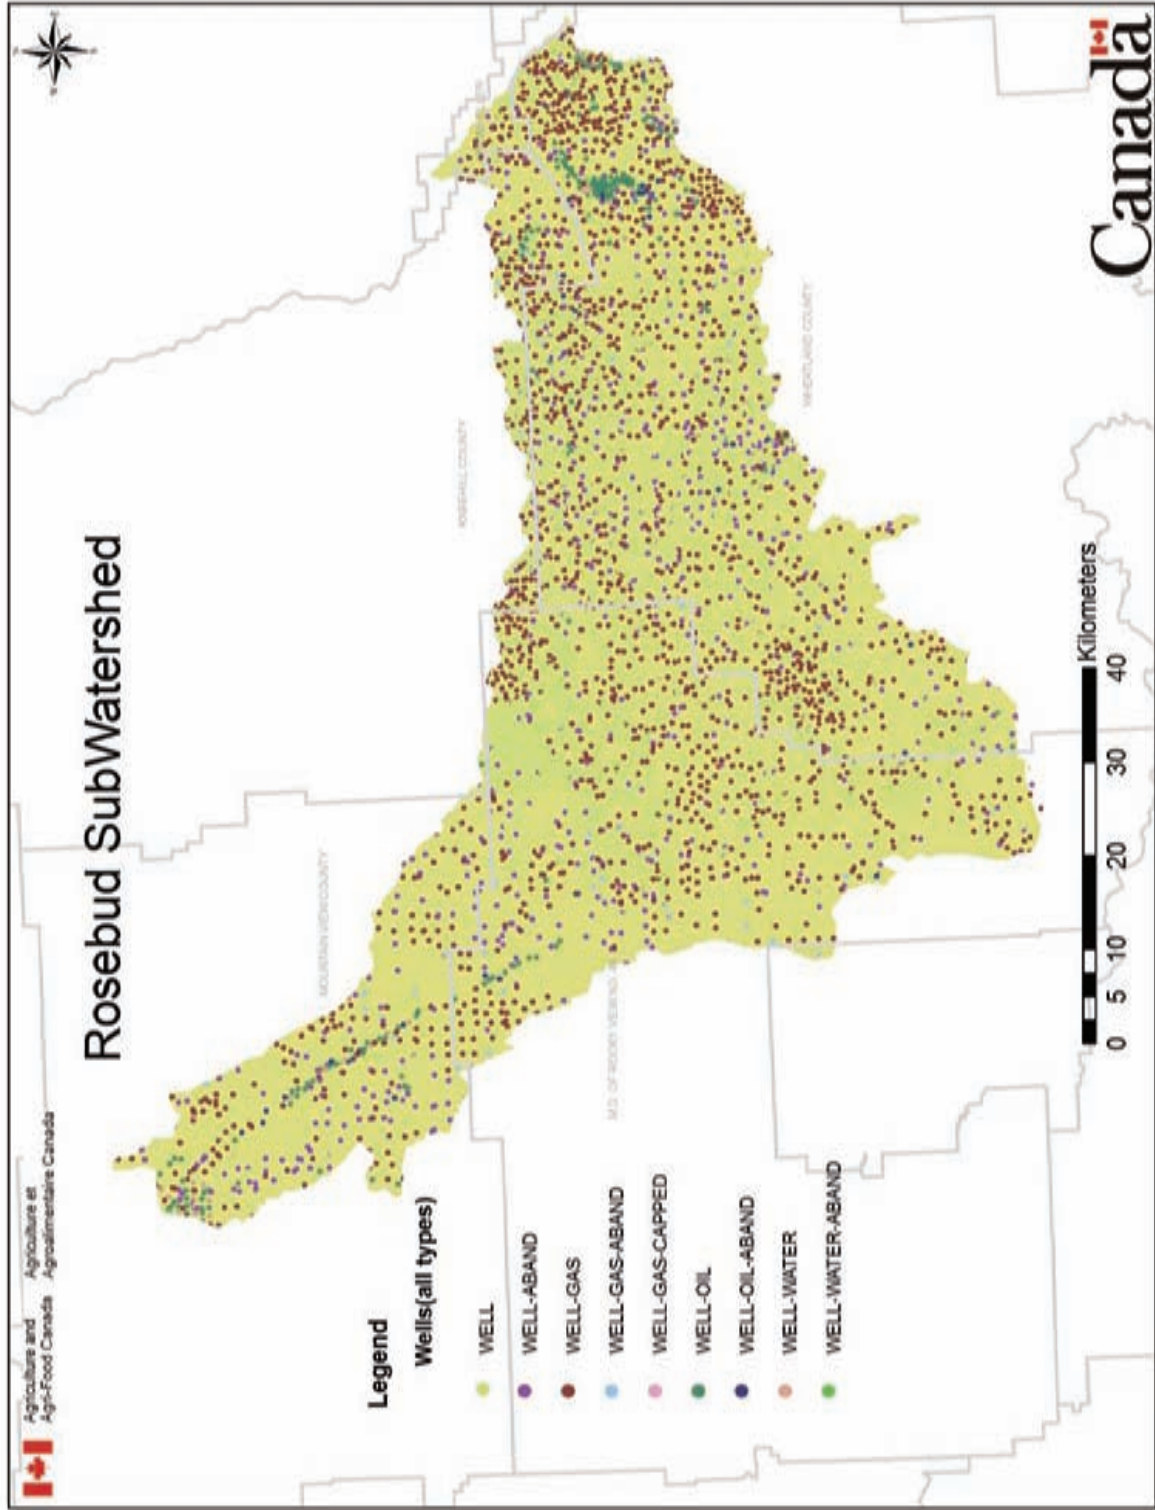 Agriculture and
Agri-Food Canada
Agriculture et
Agroalimentaire Canada
Rosebud SubWatershed
MOUNTAIN VIEW COUNTY
KNEEHILL COUNTY
WHEATLAND COUNTY
M.D. OF ROCKY VIEW NO.
Legend
Wells(all types)
WELL
WELL-ABAND
WELL-GAS
WELL-GAS-ABAND
WELL-GAS-CAPPED
WELL-OIL
WELL-OIL-ABAND
WELL-WATER
WELL-WATER-ABAND
0 5 10 20 30 40
Kilometers
Canada